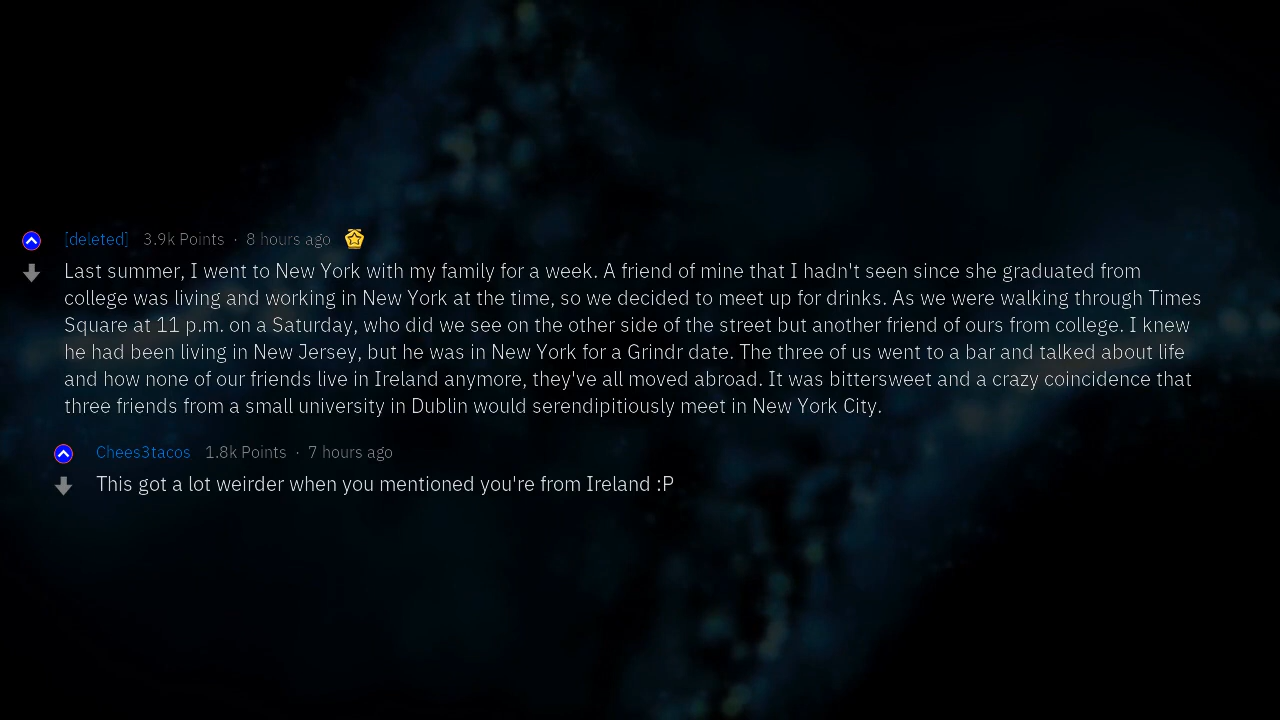 [deleted] 3.9k Points · 8 hours ago
Last summer, I went to New York with my family for a week. A friend of mine that I hadn't seen since she graduated from
college was living and working in New York at the time, so we decided to meet up for drinks. As we were walking through Times
Square at 11 p.m. on a Saturday, who did we see on the other side of the street but another friend of ours from college. I knew
he had been living in New Jersey, but he was in New York for a Grindr date. The three of us went to a bar and talked about life
and how none of our friends live in Ireland anymore, they've all moved abroad. It was bittersweet and a crazy coincidence that
three friends from a small university in Dublin would serendipitiously meet in New York City.
Chees3tacos 1.8k Points · 7 hours ago
This got a lot weirder when you mentioned you're from Ireland :P